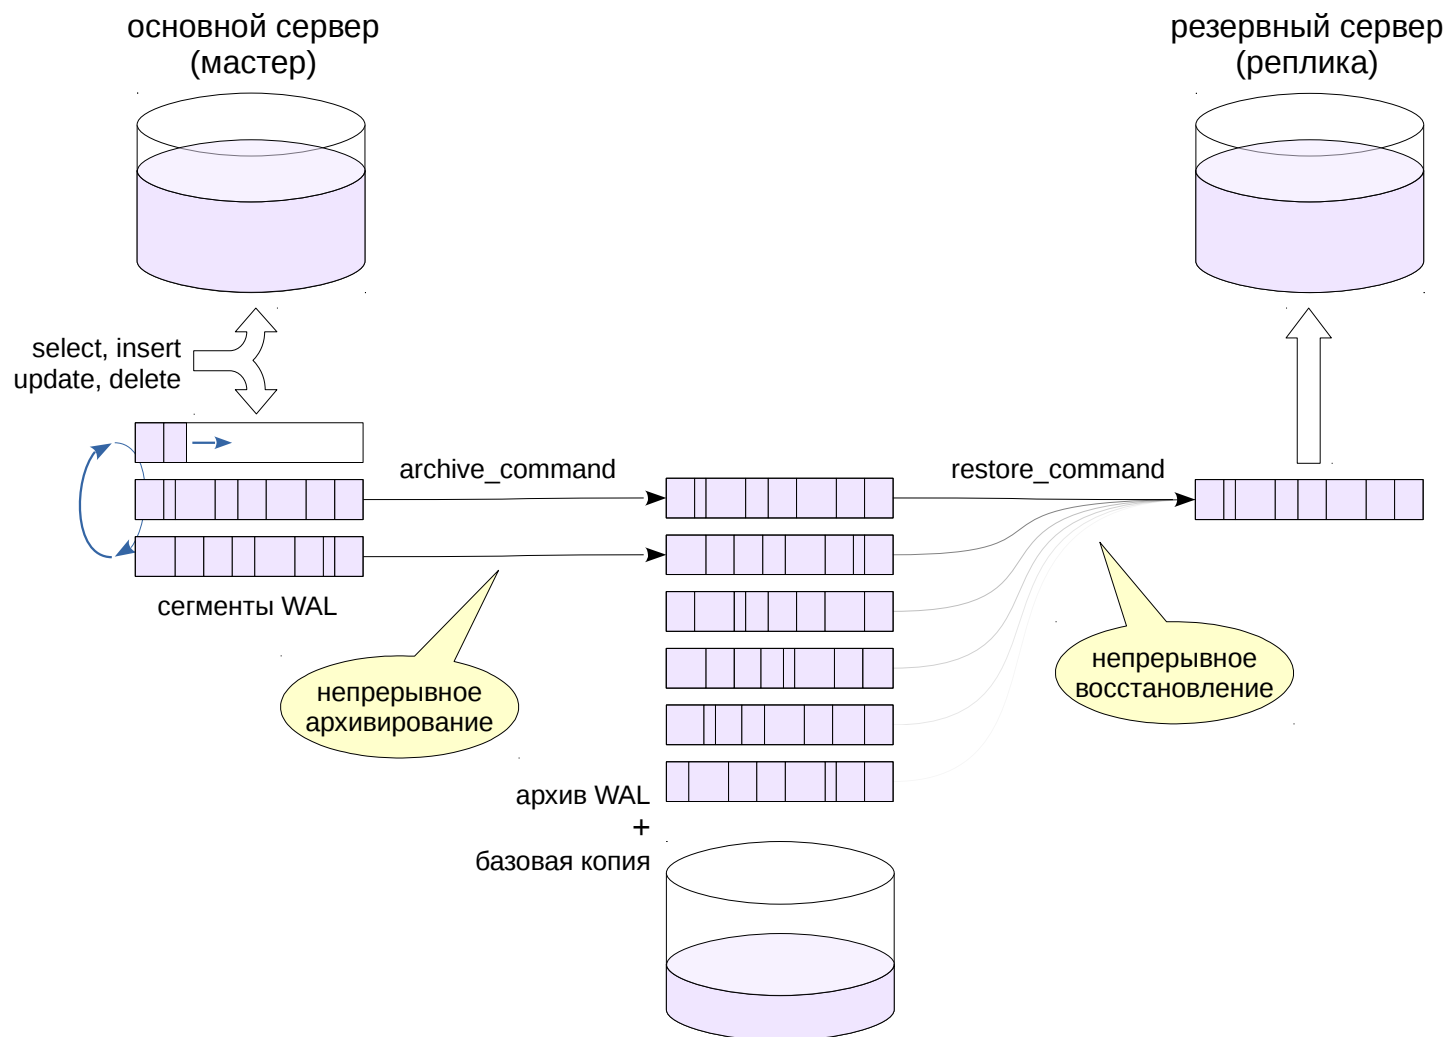 основной сервер
(мастер)
резервный сервер
(реплика)
select, insert
update, delete
archive_command
restore_command
сегменты WAL
непрерывное
архивирование
непрерывное
восстановление
архив WAL
+
базовая копия